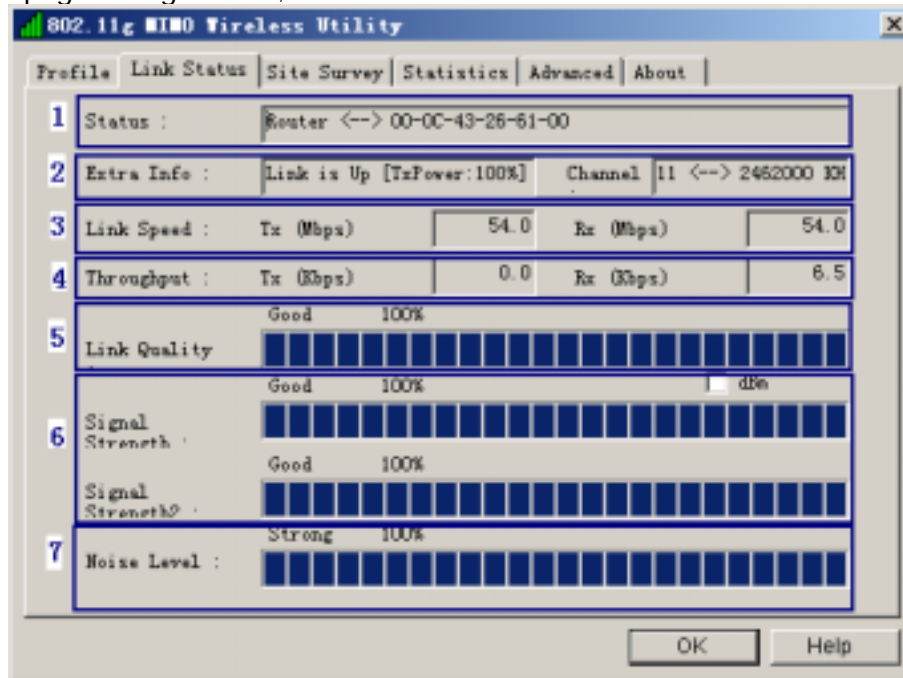 802.11g MIMO Wireless Utility
Profile Link Status Site Survey Statistics Advanced About
1 Status : Router <--> 00-0C-43-26-61-00
2 Extra Info : Link is Up [TxPower:100%] Channel 11 <--> 2462000 KH
3 Link Speed : Tx (Mbps) 54.0 Rx (Mbps) 54.0
4 Throughput : Tx (Kbps) 0.0 Rx (Kbps) 6.5
Good 100%
5 Link Quality
Good 100% dBm
6 Signal
Strength :
Good 100%
Signal
Strength2 :
Strong 100%
7 Noise Level :
OK Help